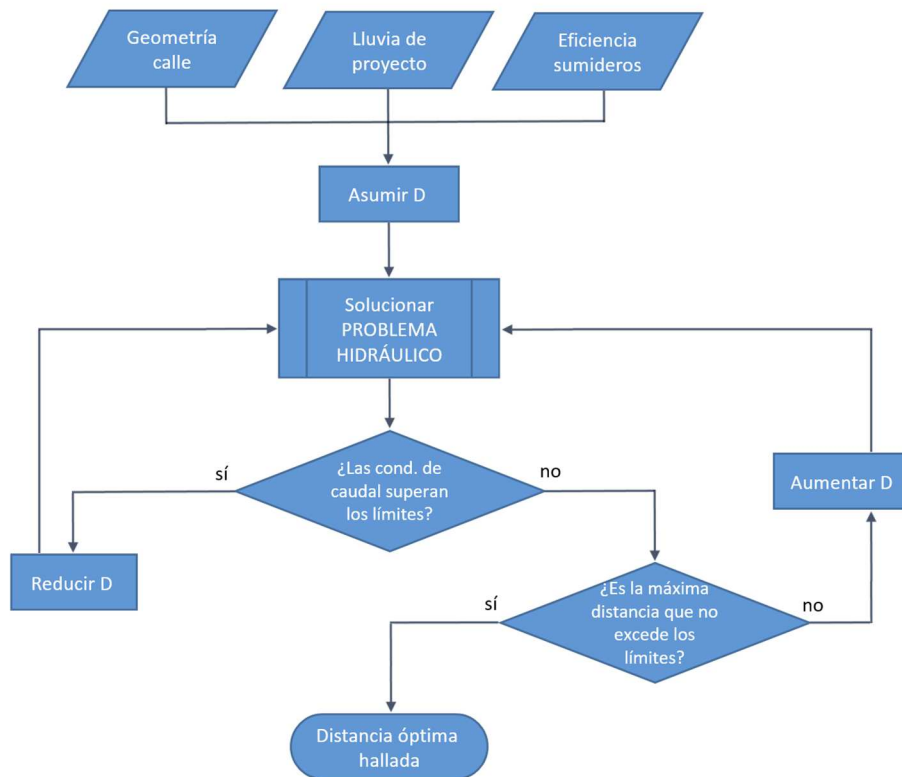 Geometría
calle
Lluvia de
proyecto
Eficiencia
sumideros
Asumir D
Solucionar
PROBLEMA
HIDRÁULICO
¿Las cond. de
caudal superan
los límites?
sí
no
Aumentar D
Reducir D
¿Es la máxima
distancia que no
excede los
límites?
sí
no
Distancia óptima
hallada